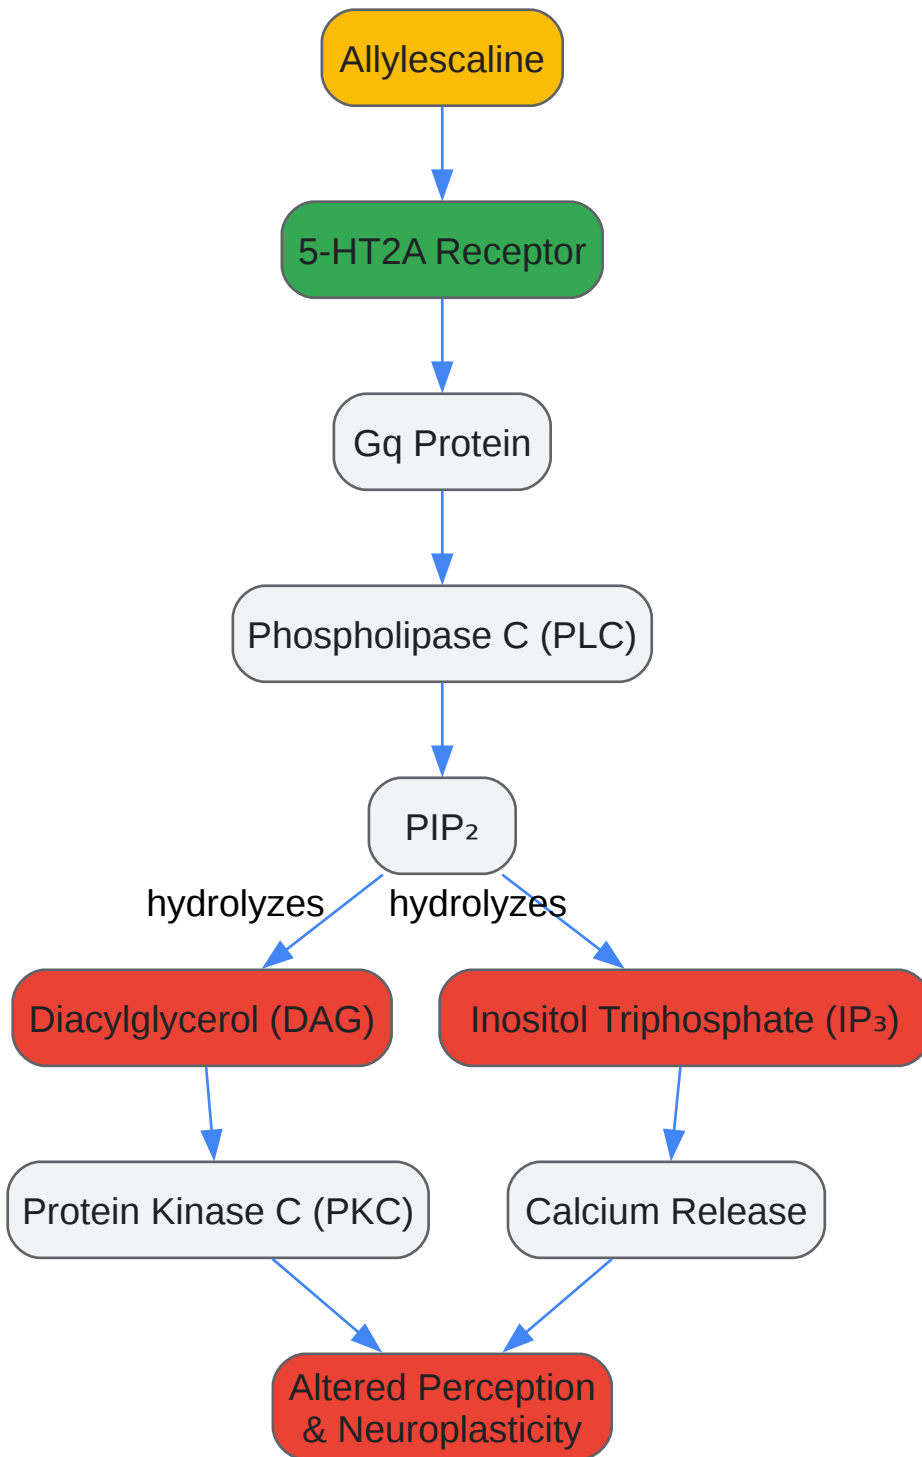 Allylescaline
5-HT2A Receptor
Gq Protein
Phospholipase C (PLC)
PIP₂
hydrolyzes
hydrolyzes
Diacylglycerol (DAG)
Inositol Triphosphate (IP₃)
Protein Kinase C (PKC)
Calcium Release
Altered Perception
& Neuroplasticity